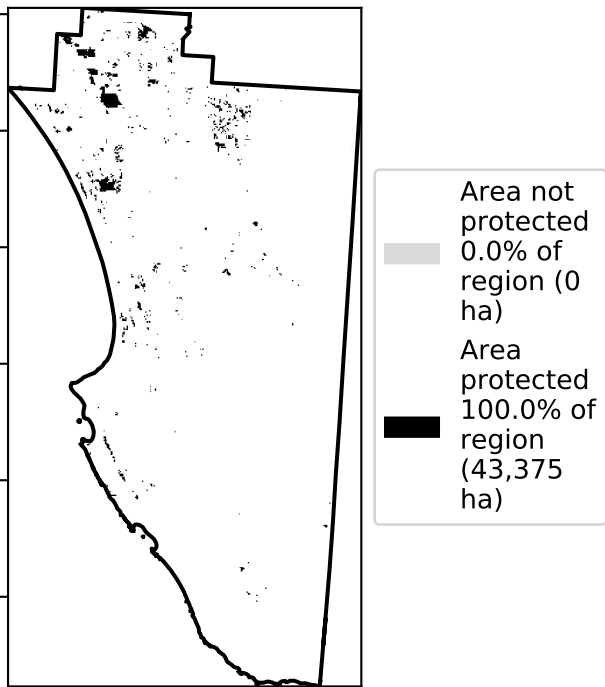 Area not
protected
0.0% of
region (0
ha)
Area
protected
100.0% of
region
(43,375
ha)